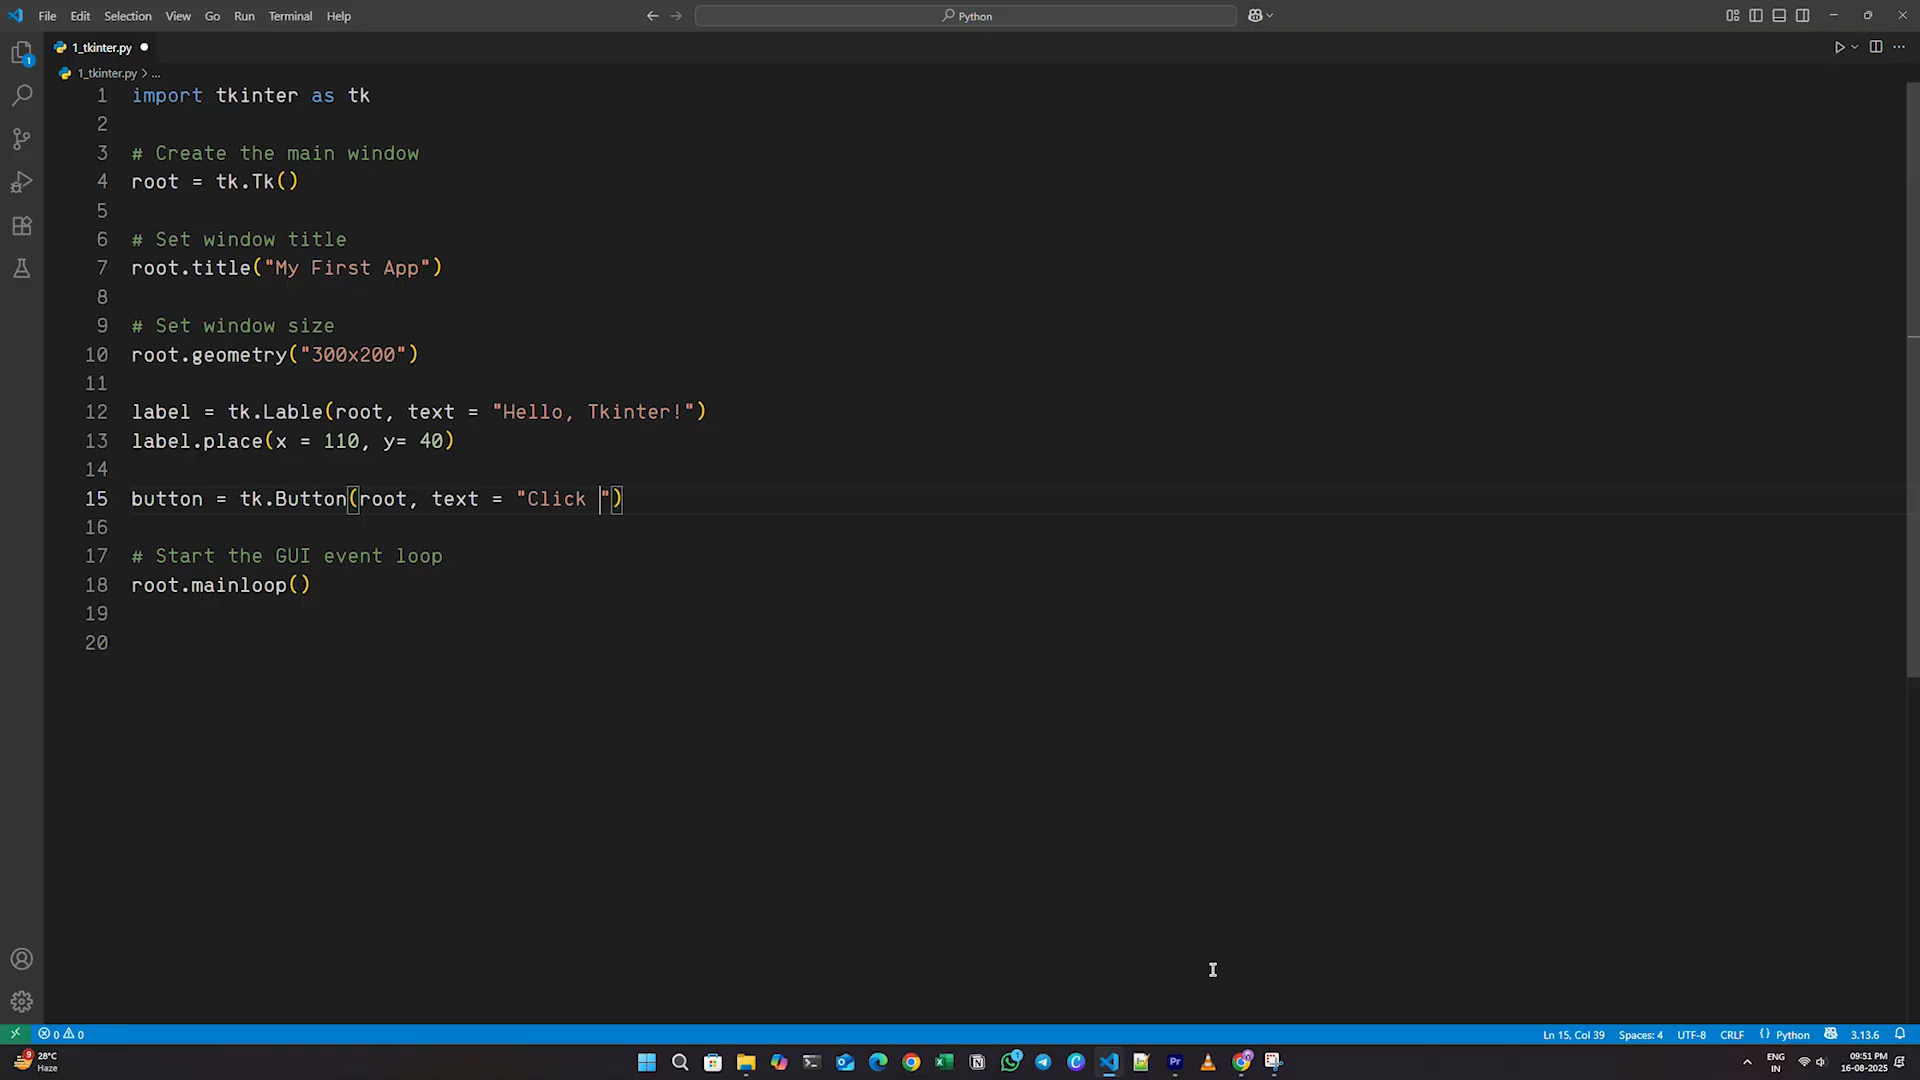 File Edit Selection View Go Run Terminal Help
Python
1_tkinter.py
1_tkinter.py > ...
1 import tkinter as tk
2
3 # Create the main window
4 root = tk.Tk()
5
6 # Set window title
7 root.title("My First App")
8
9 # Set window size
10 root.geometry("300x200")
11
12 label = tk.Lable(root, text = "Hello, Tkinter!")
13 label.place(x = 110, y= 40)
14
15 button = tk.Button(root, text = "Click ")
16
17 # Start the GUI event loop
18 root.mainloop()
19
20
0 0 Ln 15, Col 39 Spaces: 4 UTF-8 CRLF {} Python 3.13.6
28°C
Haze
ENG
IN
09:51 PM
16-08-2025